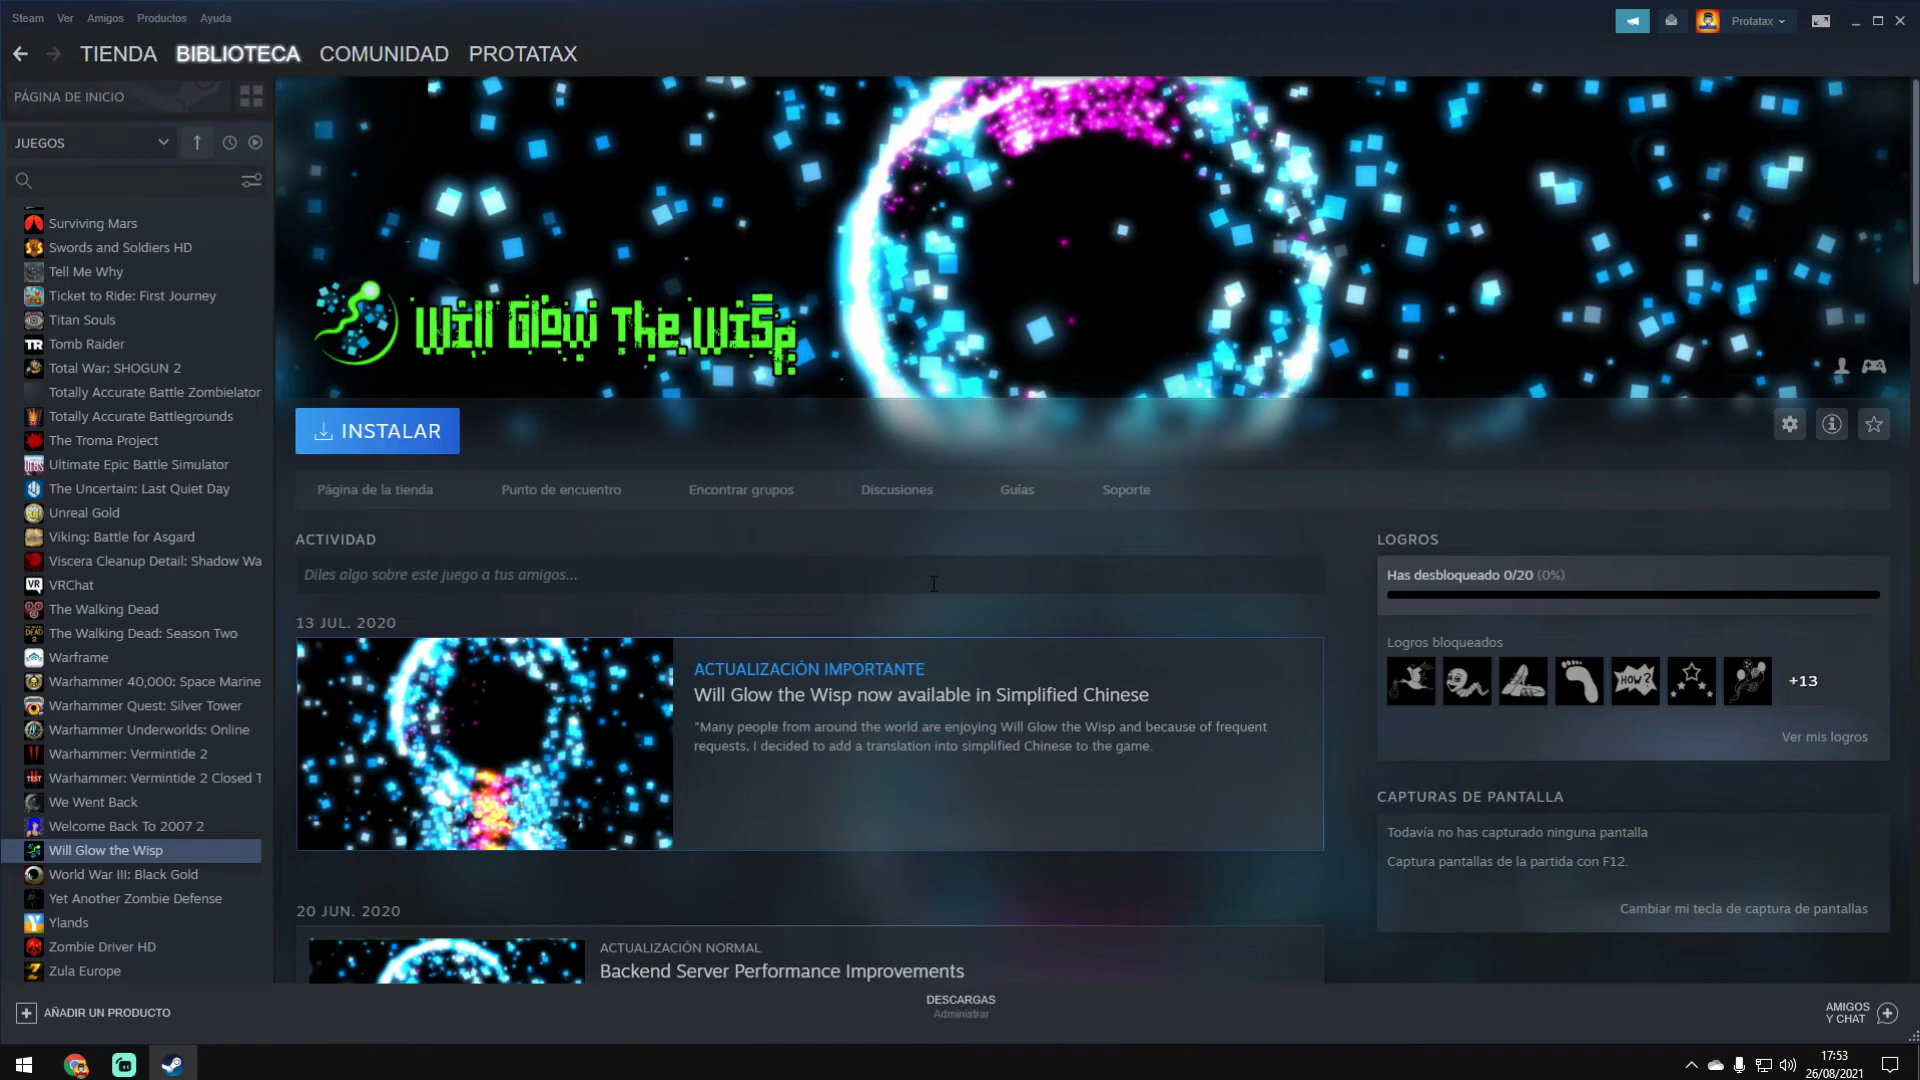 Steam Ver Amigos Productos Ayuda
Protatax
TIENDA BIBLIOTECA COMUNIDAD PROTATAX
PÁGINA DE INICIO
JUEGOS
Surviving Mars
Swords and Soldiers HD
Tell Me Why
Ticket to Ride: First Journey
Titan Souls
Tomb Raider
Total War: SHOGUN 2
Totally Accurate Battle Zombielator
Totally Accurate Battlegrounds
The Troma Project
Ultimate Epic Battle Simulator
The Uncertain: Last Quiet Day
Unreal Gold
Viking: Battle for Asgard
Viscera Cleanup Detail: Shadow Wa
VRChat
The Walking Dead
The Walking Dead: Season Two
Warframe
Warhammer 40,000: Space Marine
Warhammer Quest: Silver Tower
Warhammer Underworlds: Online
Warhammer: Vermintide 2
Warhammer: Vermintide 2 Closed T
We Went Back
Welcome Back To 2007 2
Will Glow the Wisp
World War III: Black Gold
Yet Another Zombie Defense
Ylands
Zombie Driver HD
Zula Europe
Will Glow The Wisp
INSTALAR
Página de la tienda Punto de encuentro Encontrar grupos Discusiones Guías Soporte
ACTIVIDAD
Diles algo sobre este juego a tus amigos...
13 JUL. 2020
ACTUALIZACIÓN IMPORTANTE
Will Glow the Wisp now available in Simplified Chinese
"Many people from around the world are enjoying Will Glow the Wisp and because of frequent
requests, I decided to add a translation into simplified Chinese to the game.
20 JUN. 2020
ACTUALIZACIÓN NORMAL
Backend Server Performance Improvements
LOGROS
Has desbloqueado 0/20 (0%)
Logros bloqueados
HOW?
+13
Ver mis logros
CAPTURAS DE PANTALLA
Todavía no has capturado ninguna pantalla
Captura pantallas de la partida con F12.
Cambiar mi tecla de captura de pantallas
AÑADIR UN PRODUCTO
DESCARGAS
Administrar
AMIGOS
Y CHAT
17:53
26/08/2021